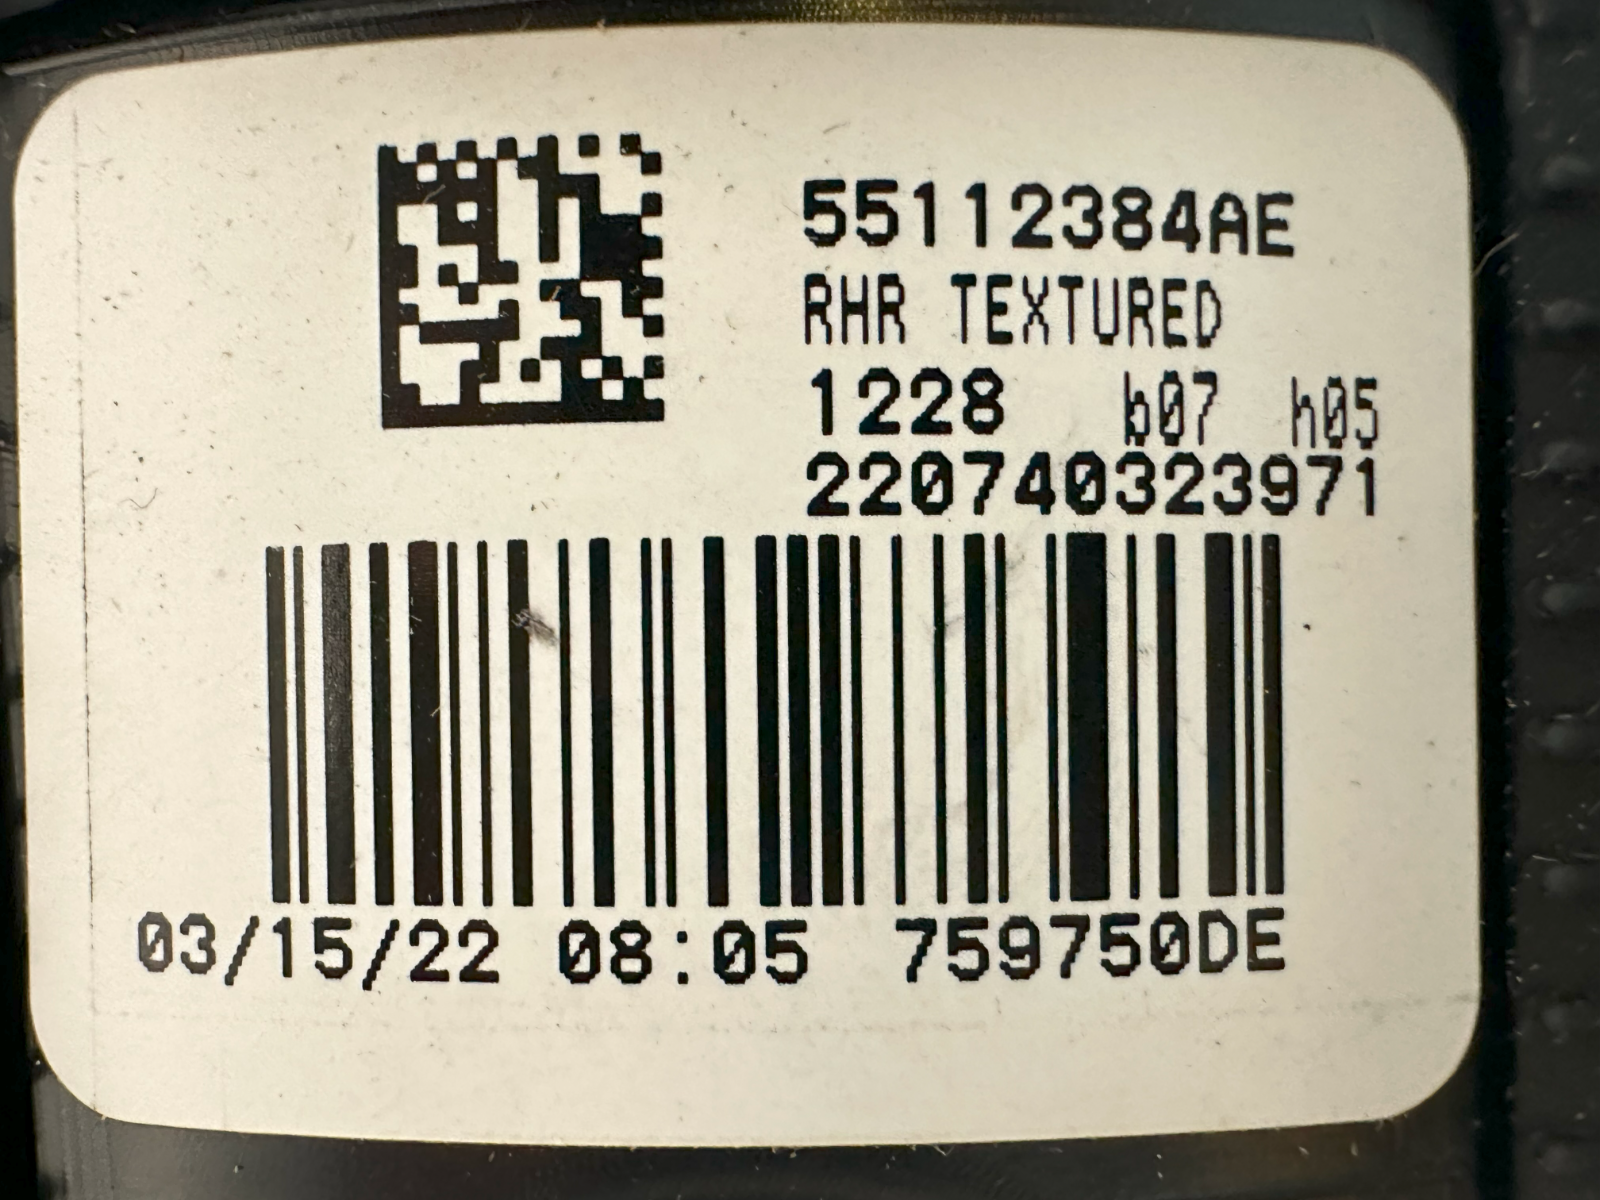 55112384AE
RHR TEXTURED
1228 b07 h05
220740323971
03/15/22 08:05 759750DE